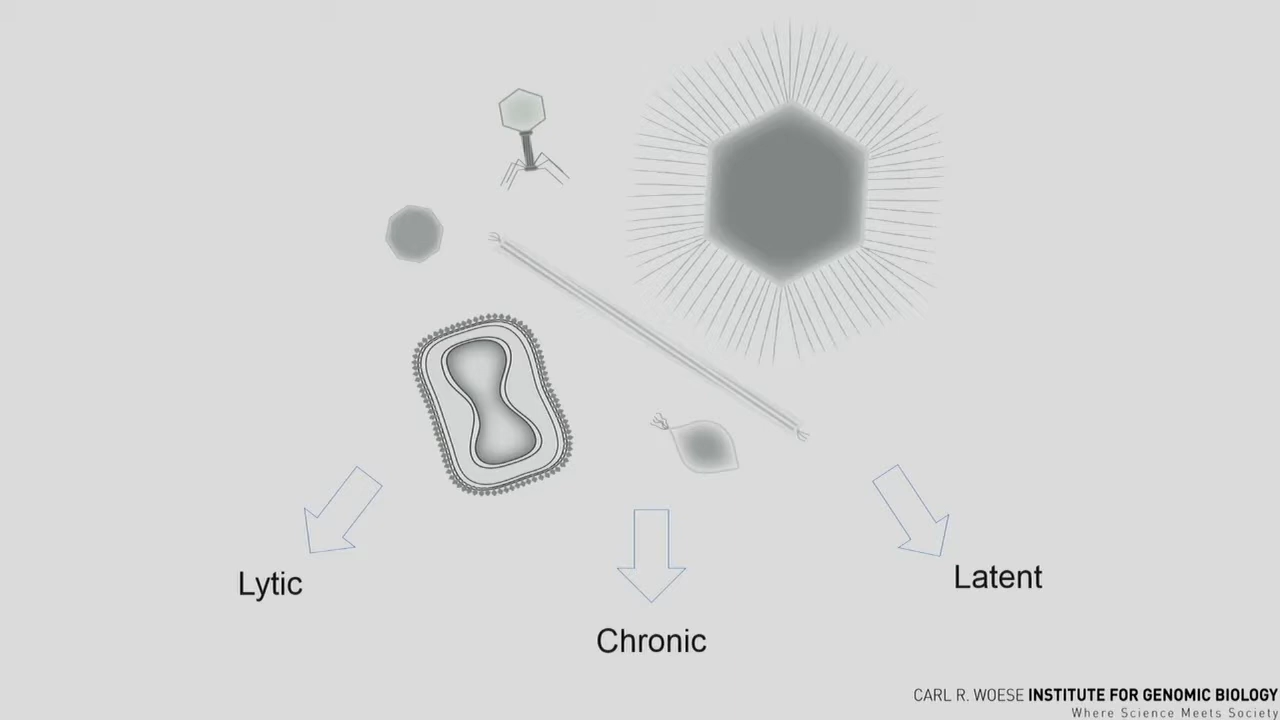 Lytic
Chronic
Latent
CARL R. WOESE INSTITUTE FOR GENOMIC BIOLOGY
Where Science Meets Society